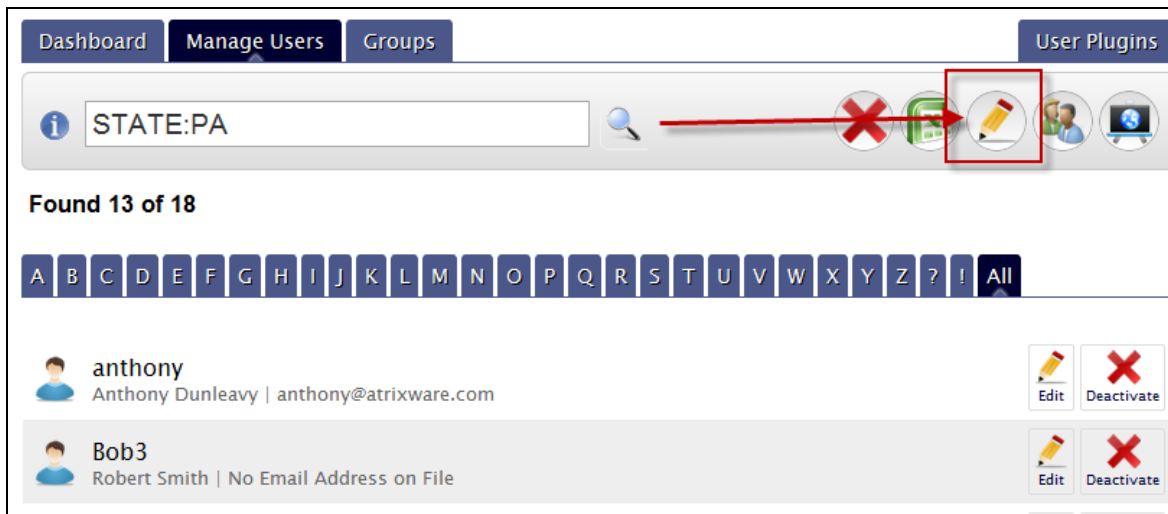 Dashboard Manage Users Groups User Plugins
STATE:PA
Found 13 of 18
A B C D E F G H I J K L M N O P Q R S T U V W X Y Z ? ! All
anthony
Anthony Dunleavy | anthony@atrixware.com
Edit Deactivate
Bob3
Robert Smith | No Email Address on File
Edit Deactivate